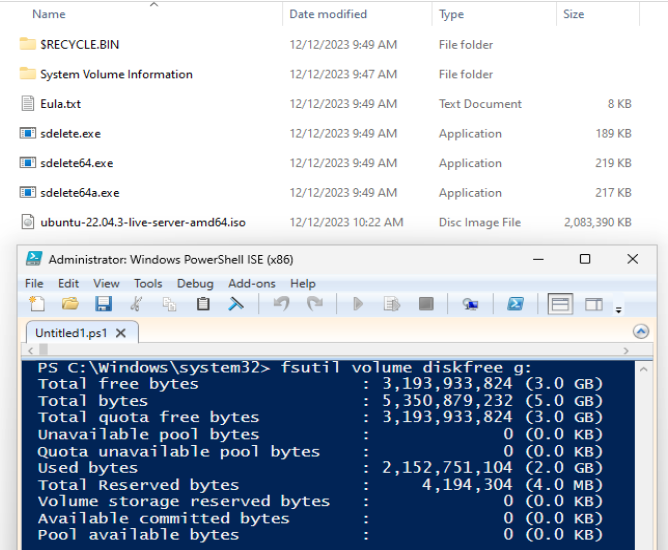 Name Date modified Type Size
$RECYCLE.BIN 12/12/2023 9:49 AM File folder
System Volume Information 12/12/2023 9:47 AM File folder
Eula.txt 12/12/2023 9:49 AM Text Document 8 KB
sdelete.exe 12/12/2023 9:49 AM Application 189 KB
sdelete64.exe 12/12/2023 9:49 AM Application 219 KB
sdelete64a.exe 12/12/2023 9:49 AM Application 217 KB
ubuntu-22.04.3-live-server-amd64.iso 12/12/2023 10:22 AM Disc Image File 2,083,390 KB
Administrator: Windows PowerShell ISE (x86)
File Edit View Tools Debug Add-ons Help
Untitled1.ps1 X
PS C:\Windows\system32> fsutil volume diskfree g:
Total free bytes : 3,193,933,824 (3.0 GB)
Total bytes : 5,350,879,232 (5.0 GB)
Total quota free bytes : 3,193,933,824 (3.0 GB)
Unavailable pool bytes : 0 (0.0 KB)
Quota unavailable pool bytes : 0 (0.0 KB)
Used bytes : 2,152,751,104 (2.0 GB)
Total Reserved bytes : 4,194,304 (4.0 MB)
Volume storage reserved bytes : 0 (0.0 KB)
Available committed bytes : 0 (0.0 KB)
Pool available bytes : 0 (0.0 KB)